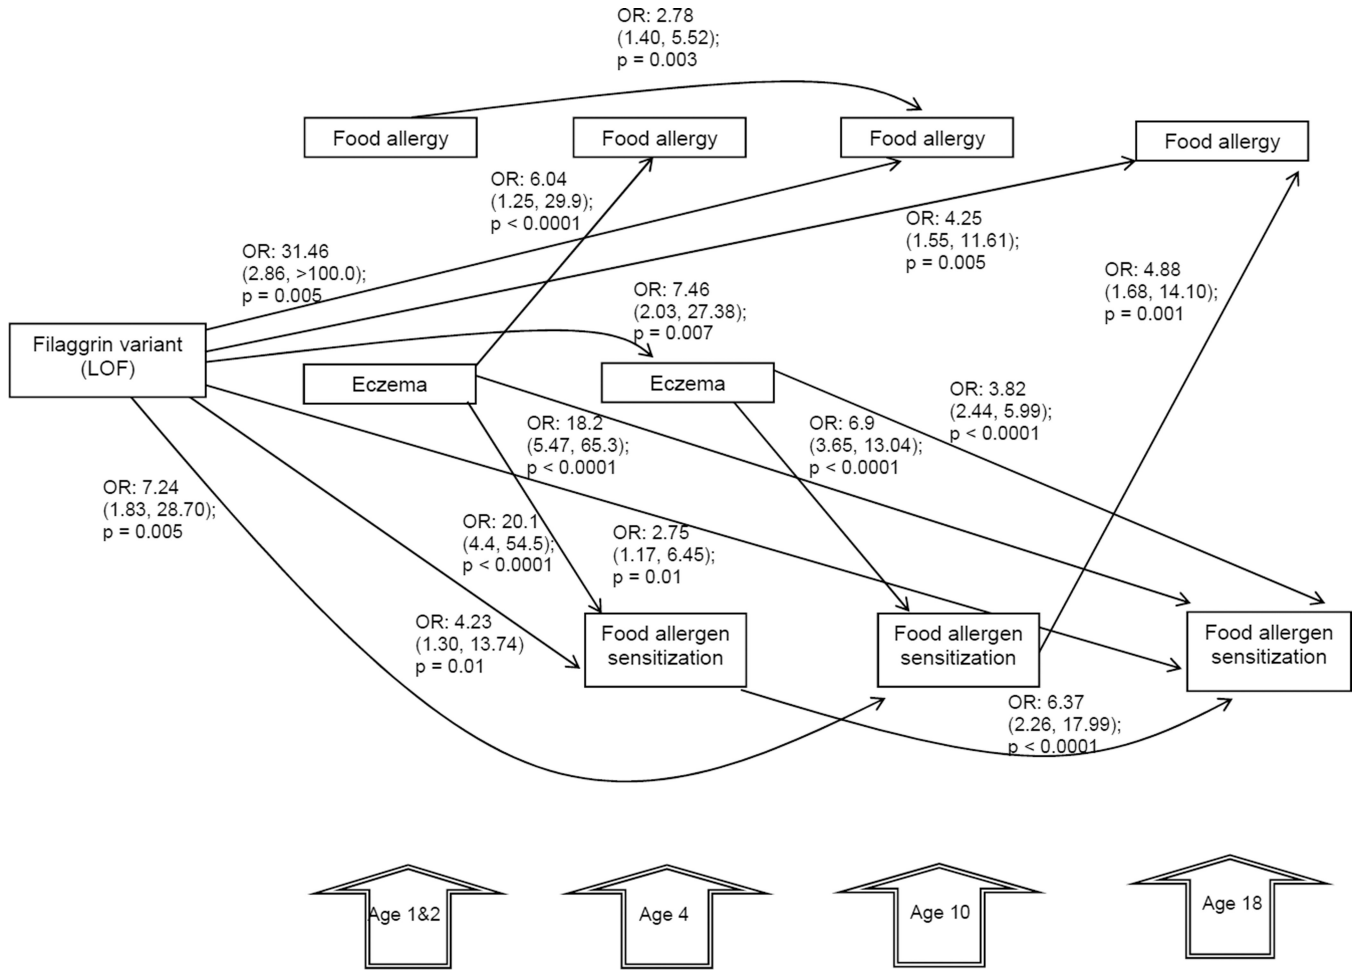 OR: 2.78
(1.40, 5.52);
p = 0.003
Food allergy
Food allergy
Food allergy
Food allergy
OR: 6.04
(1.25, 29.9);
p < 0.0001
OR: 4.25
(1.55, 11.61);
p = 0.005
OR: 31.46
(2.86, >100.0);
p = 0.005
OR: 4.88
(1.68, 14.10);
p = 0.001
OR: 7.46
(2.03, 27.38);
p = 0.007
Filaggrin variant
(LOF)
Eczema
Eczema
OR: 3.82
(2.44, 5.99);
p < 0.0001
OR: 18.2
(5.47, 65.3);
p < 0.0001
OR: 6.9
(3.65, 13.04);
p < 0.0001
OR: 7.24
(1.83, 28.70);
p = 0.005
OR: 20.1
(4.4, 54.5);
p < 0.0001
OR: 2.75
(1.17, 6.45);
p = 0.01
OR: 4.23
(1.30, 13.74)
p = 0.01
Food allergen
sensitization
Food allergen
sensitization
Food allergen
sensitization
OR: 6.37
(2.26, 17.99);
p < 0.0001
Age 1&2
Age 4
Age 10
Age 18